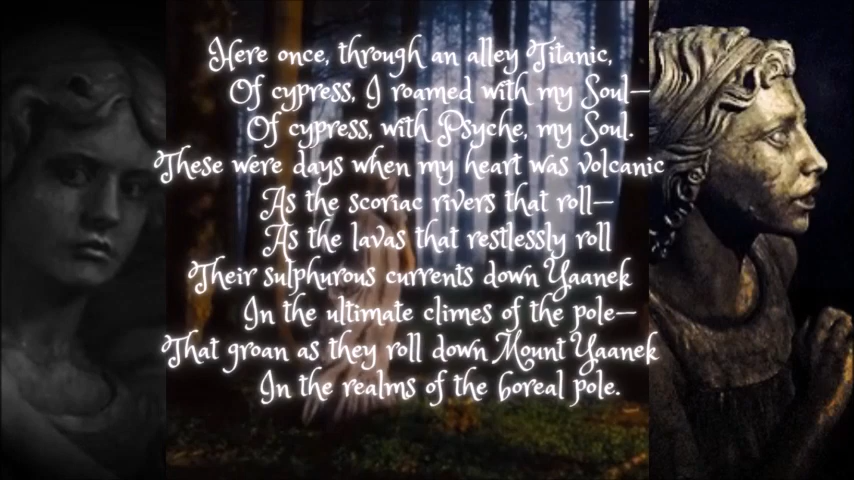 Here once, through an alley Titanic,
Of cypress, I roamed with my Soul—
Of cypress, with Psyche, my Soul.
These were days when my heart was volcanic
As the scoriac rivers that roll—
As the lavas that restlessly roll
Their sulphurous currents down Yaanek
In the ultimate climes of the pole—
That groan as they roll down Mount Yaanek
In the realms of the boreal pole.